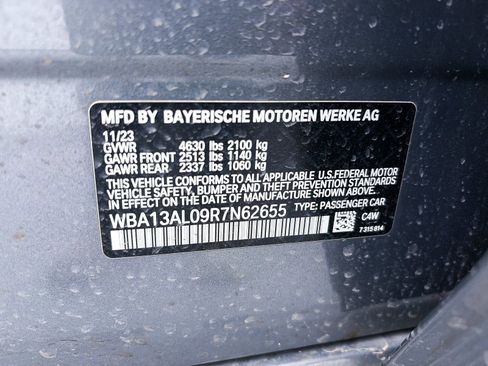 MFD BY BAYERISCHE MOTOREN WERKE AG
11/23
GVWR 4630 lbs 2100 kg
GAWR FRONT 2513 lbs 1140 kg
GAWR REAR 2337 lbs 1060 kg
THIS VEHICLE CONFORMS TO ALL APPLICABLE U.S. FEDERAL MOTOR
VEHICLE SAFETY, BUMPER, AND THEFT PREVENTION STANDARDS IN
EFFECT ON THE DATE OF MANUFACTURE SHOWN ABOVE.
WBA13AL09R7N62655 TYPE: PASSENGER CAR
C4W
7 315 814